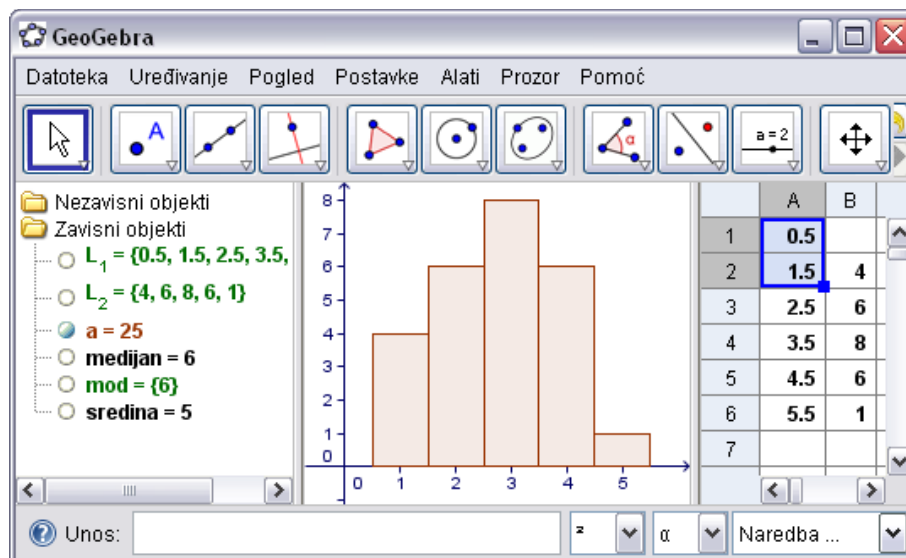 GeoGebra
Datoteka Uređivanje Pogled Postavke Alati Prozor Pomoć
A α a = 2
Nezavisni objekti
Zavisni objekti
L1 = {0.5, 1.5, 2.5, 3.5,
L2 = {4, 6, 8, 6, 1}
a = 25
medijan = 6
mod = {6}
sredina = 5
8
7
6
5
4
3
2
1
0
0 1 2 3 4 5
A B
1 0.5
2 1.5 4
3 2.5 6
4 3.5 8
5 4.5 6
6 5.5 1
7
Unos: ² α Naredba ...